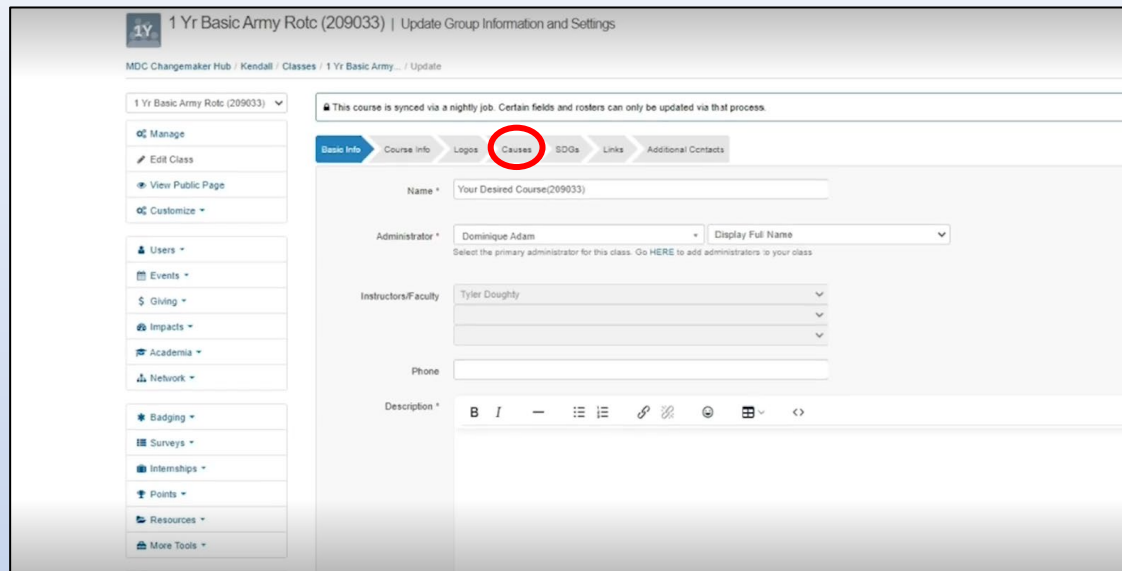 1Y
1 Yr Basic Army Rotc (209033) | Update Group Information and Settings
MDC Changemaker Hub / Kendall / Classes / 1 Yr Basic Army... / Update
1 Yr Basic Army Rotc (209033)
Manage
Edit Class
View Public Page
Customize
Users
Events
Giving
Impacts
Academia
Network
Badging
Surveys
Internships
Points
Resources
More Tools
This course is synced via a nightly job. Certain fields and rosters can only be updated via that process.
Basic Info Course Info Logos Causes SDGs Links Additional Contacts
Name * Your Desired Course(209033)
Administrator * Dominique Adam Display Full Name
Select the primary administrator for this class. Go HERE to add administrators to your class
Instructors/Faculty Tyler Doughty
Phone
Description * B I